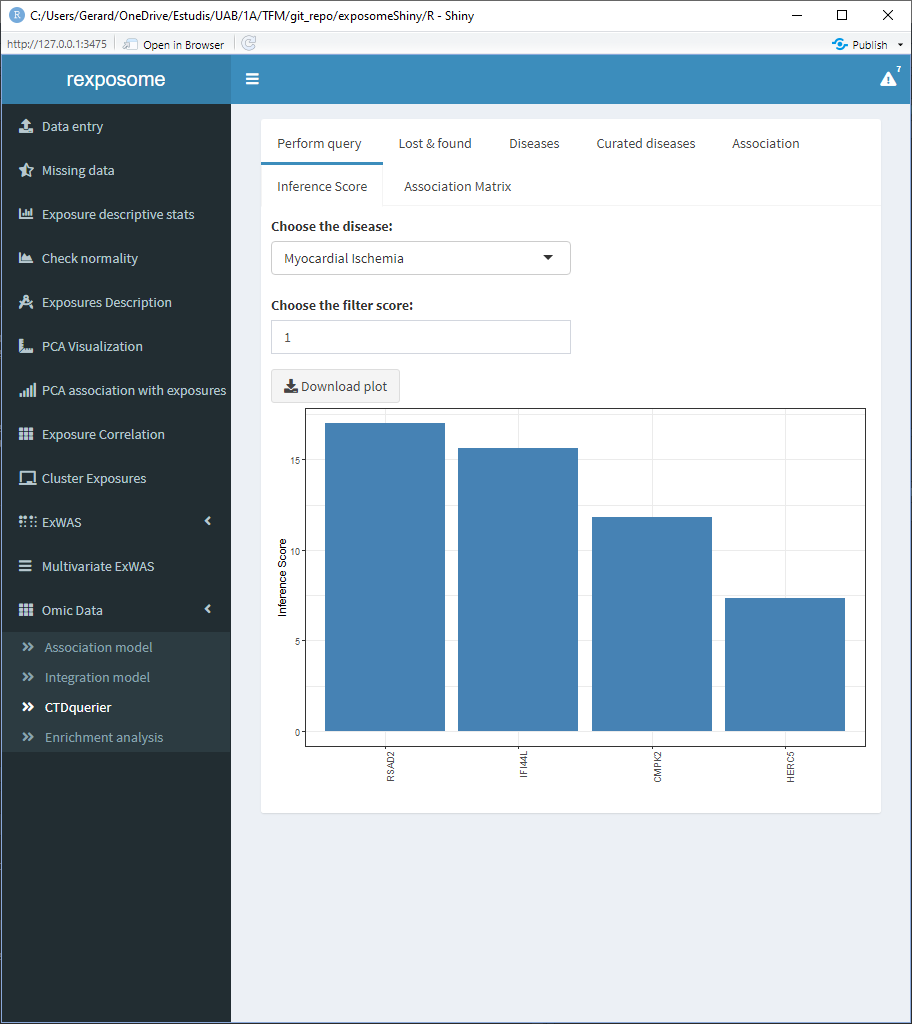 C:/Users/Gerard/OneDrive/Estudis/UAB/1A/TFM/git_repo/exposomeShiny/R - Shiny
http://127.0.0.1:3475 Open in Browser Publish
rexposome
7
Data entry
Missing data
Exposure descriptive stats
Check normality
Exposures Description
PCA Visualization
PCA association with exposures
Exposure Correlation
Cluster Exposures
ExWAS
Multivariate ExWAS
Omic Data
Association model
Integration model
CTDquerier
Enrichment analysis
Perform query Lost & found Diseases Curated diseases Association
Inference Score Association Matrix
Choose the disease:
Myocardial Ischemia
Choose the filter score:
1
Download plot
Inference Score
15
10
5
0
RSAD2 IFI44L CMPK2 HERC5